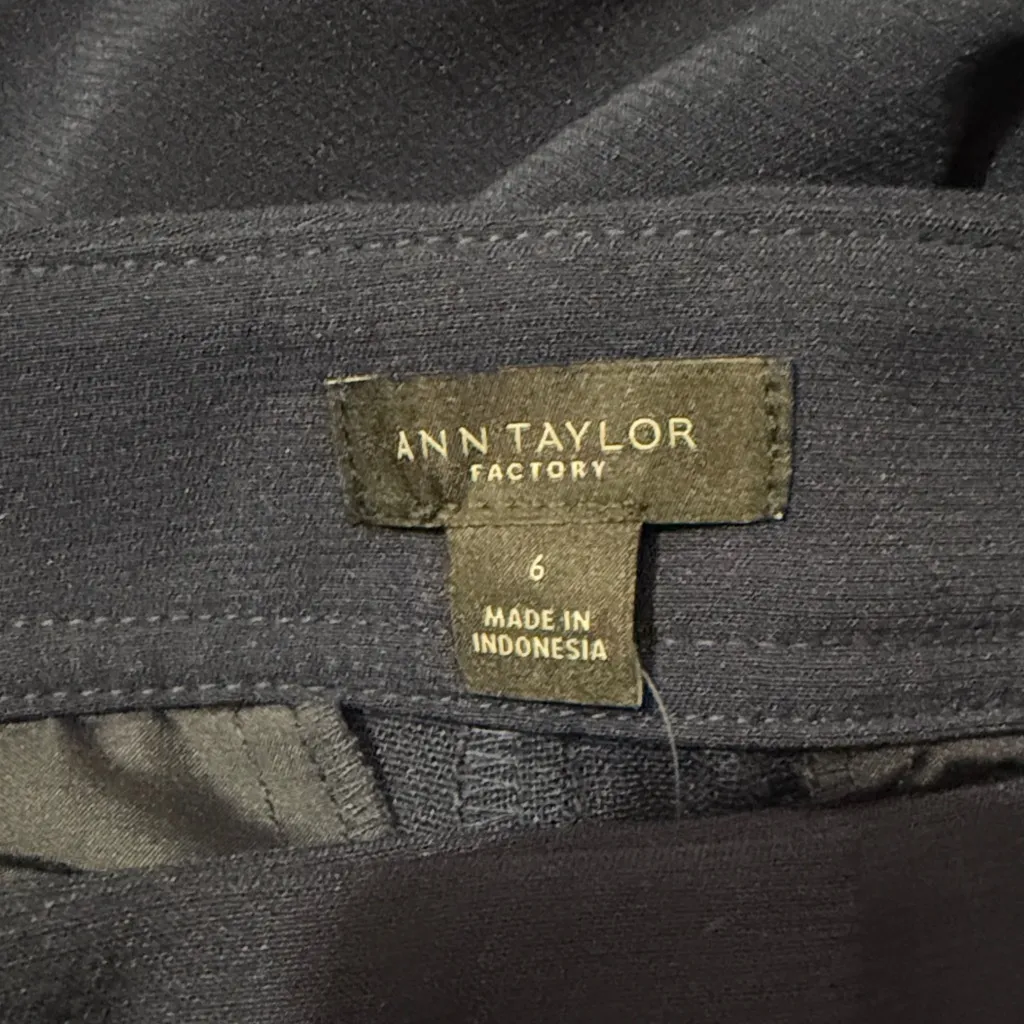 ANN TAYLOR
FACTORY
6
MADE IN
INDONESIA